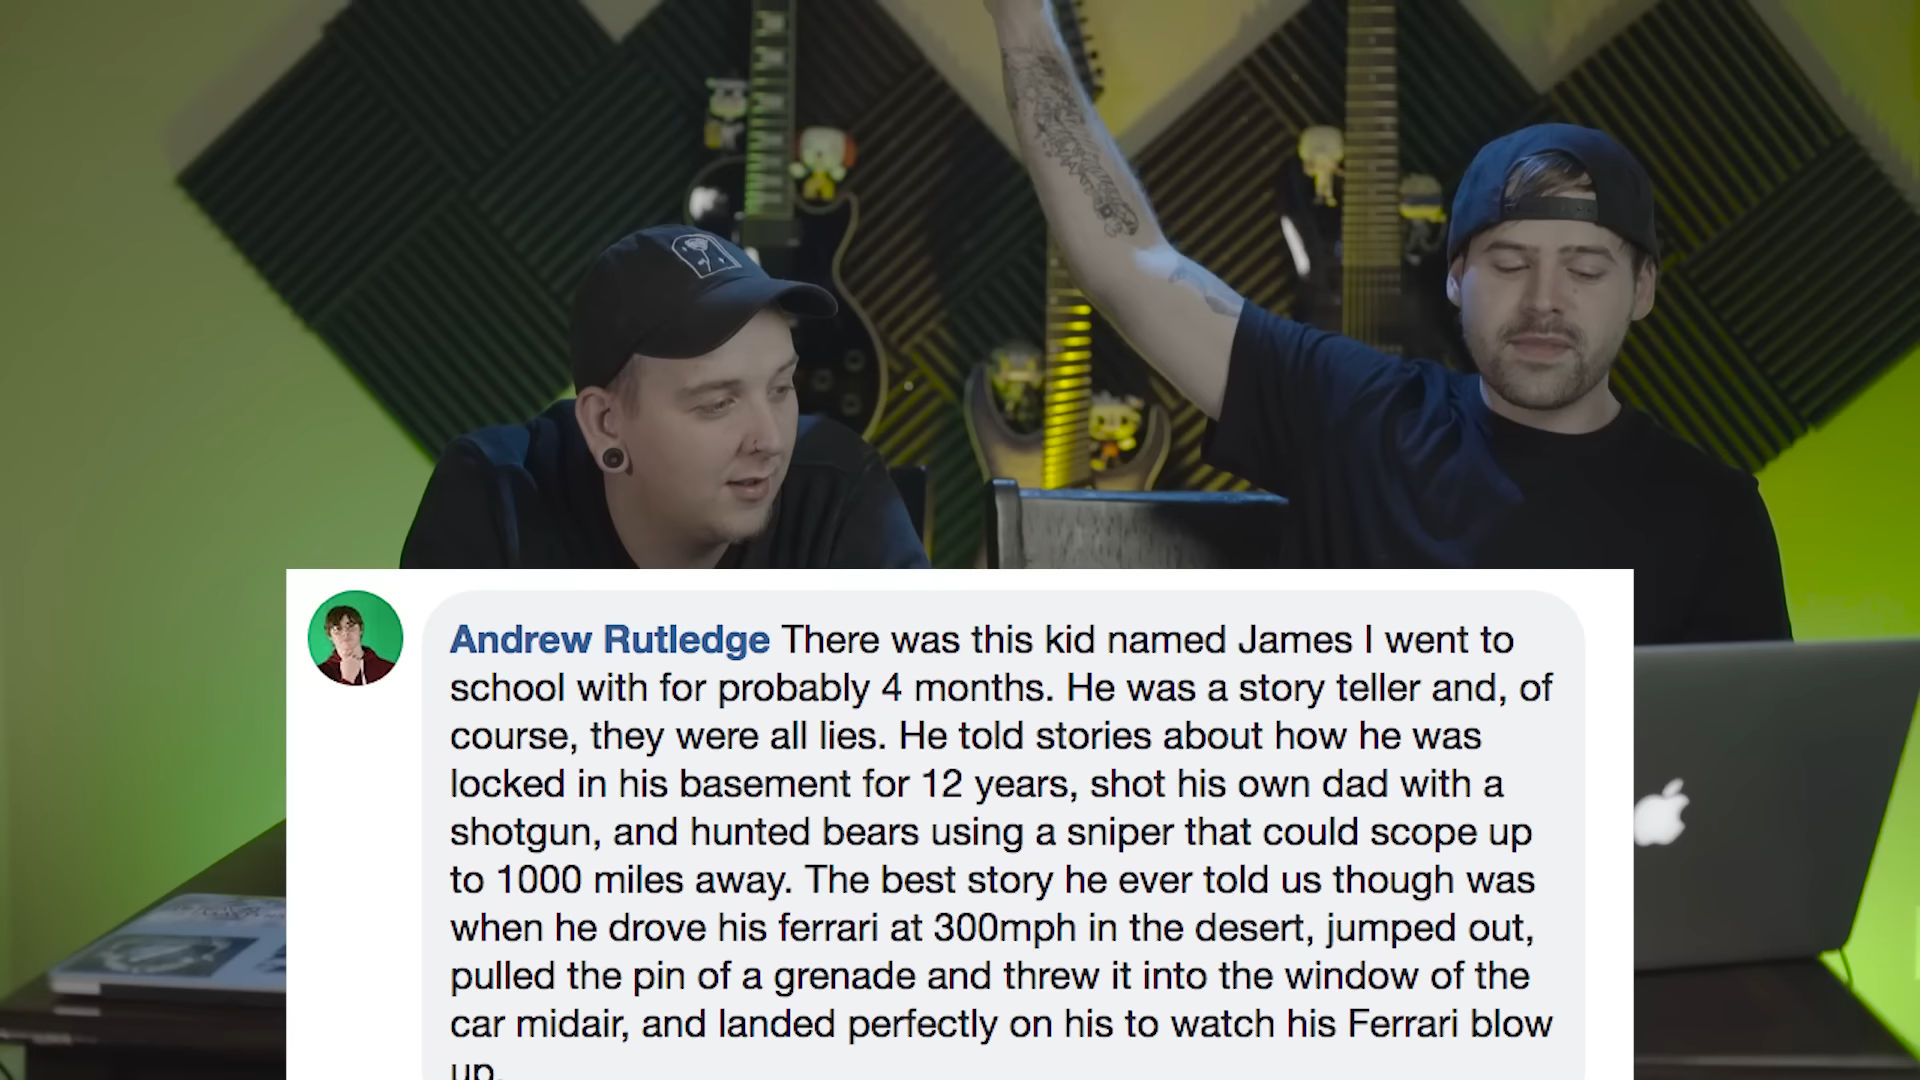 Andrew Rutledge There was this kid named James I went to
school with for probably 4 months. He was a story teller and, of
course, they were all lies. He told stories about how he was
locked in his basement for 12 years, shot his own dad with a
shotgun, and hunted bears using a sniper that could scope up
to 1000 miles away. The best story he ever told us though was
when he drove his ferrari at 300mph in the desert, jumped out,
pulled the pin of a grenade and threw it into the window of the
car midair, and landed perfectly on his to watch his Ferrari blow
up.